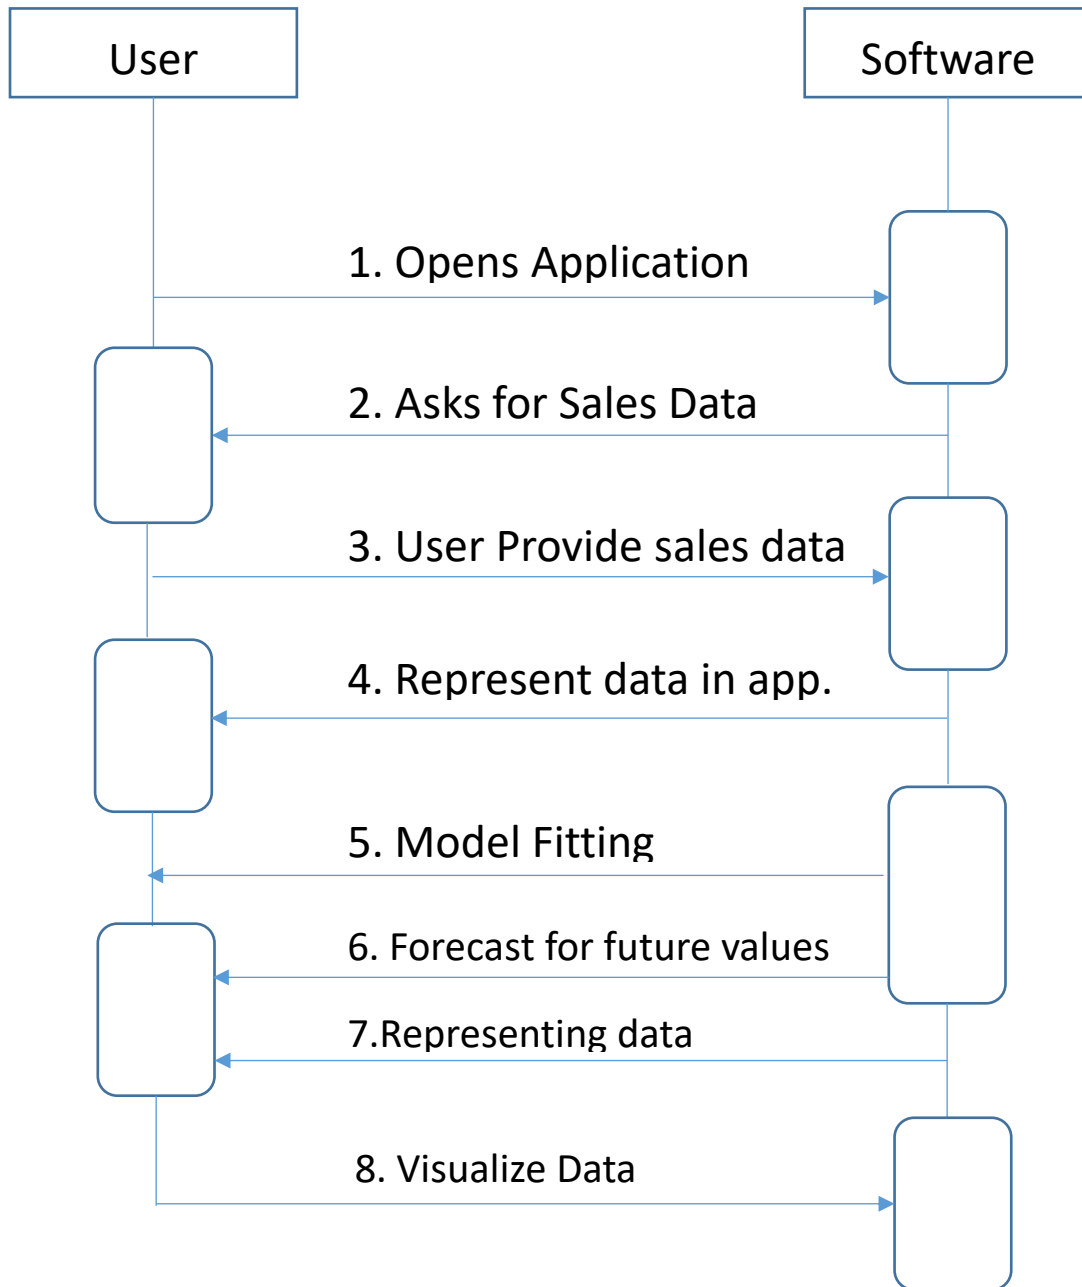 User
Software
1. Opens Application
2. Asks for Sales Data
3. User Provide sales data
4. Represent data in app.
5. Model Fitting
6. Forecast for future values
7.Representing data
8. Visualize Data